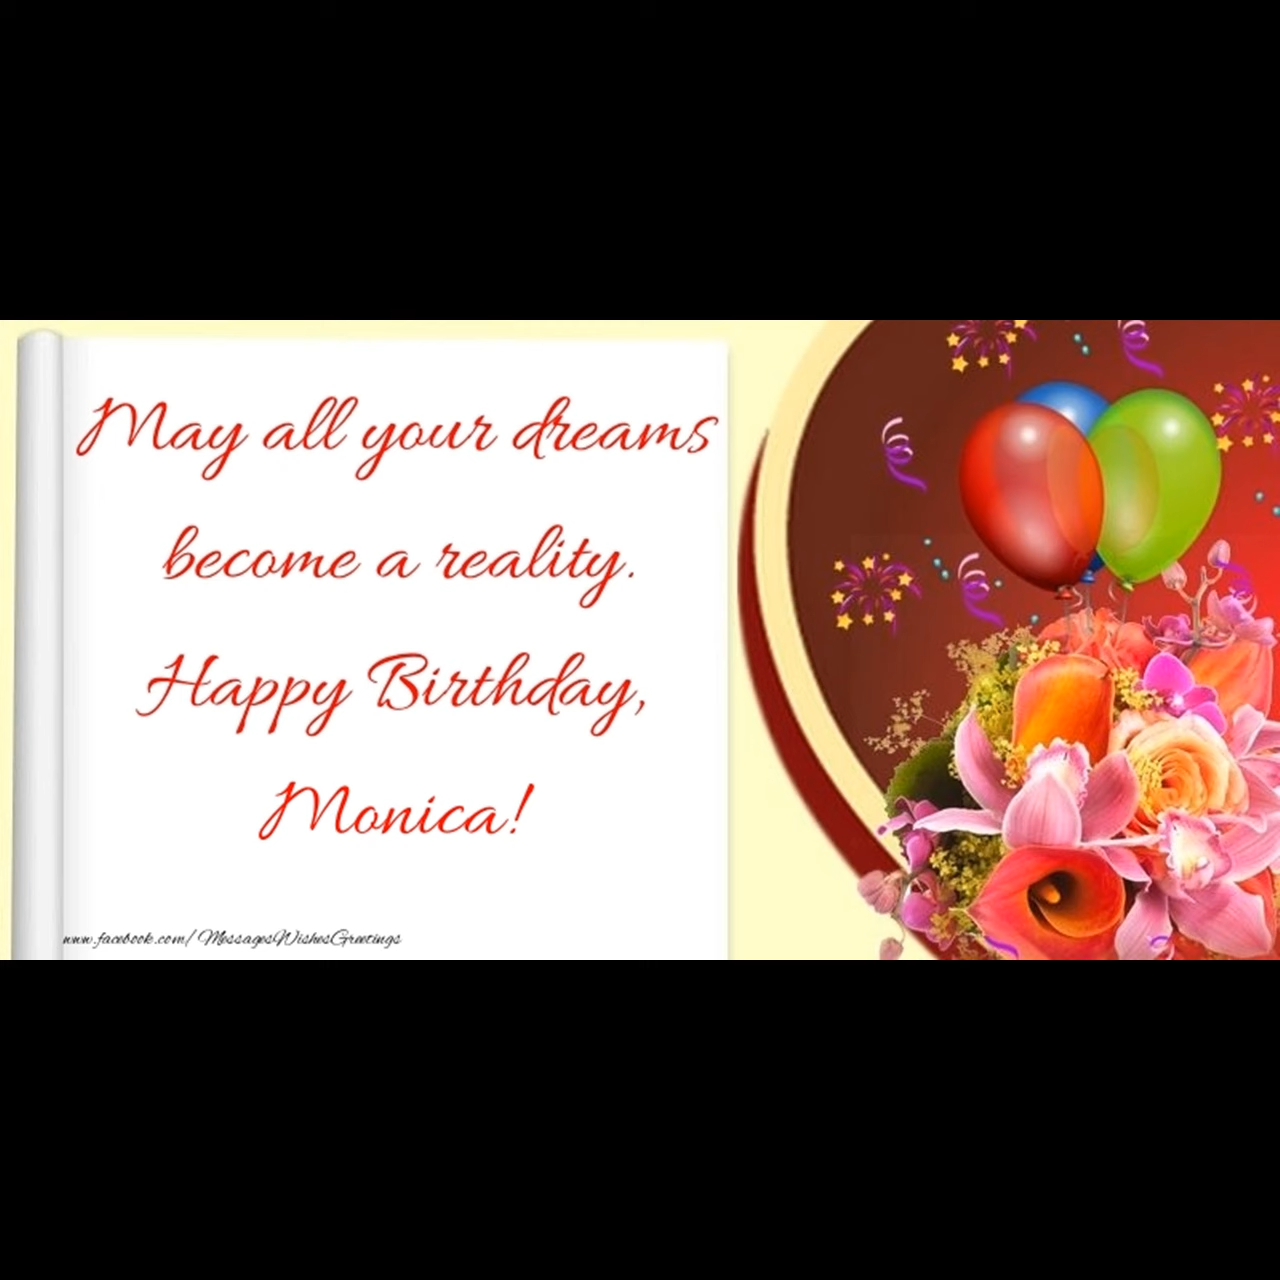 May all your dreams
become a reality.
Happy Birthday,
Monica!
www.facebook.com/MessagesWishesGreetings